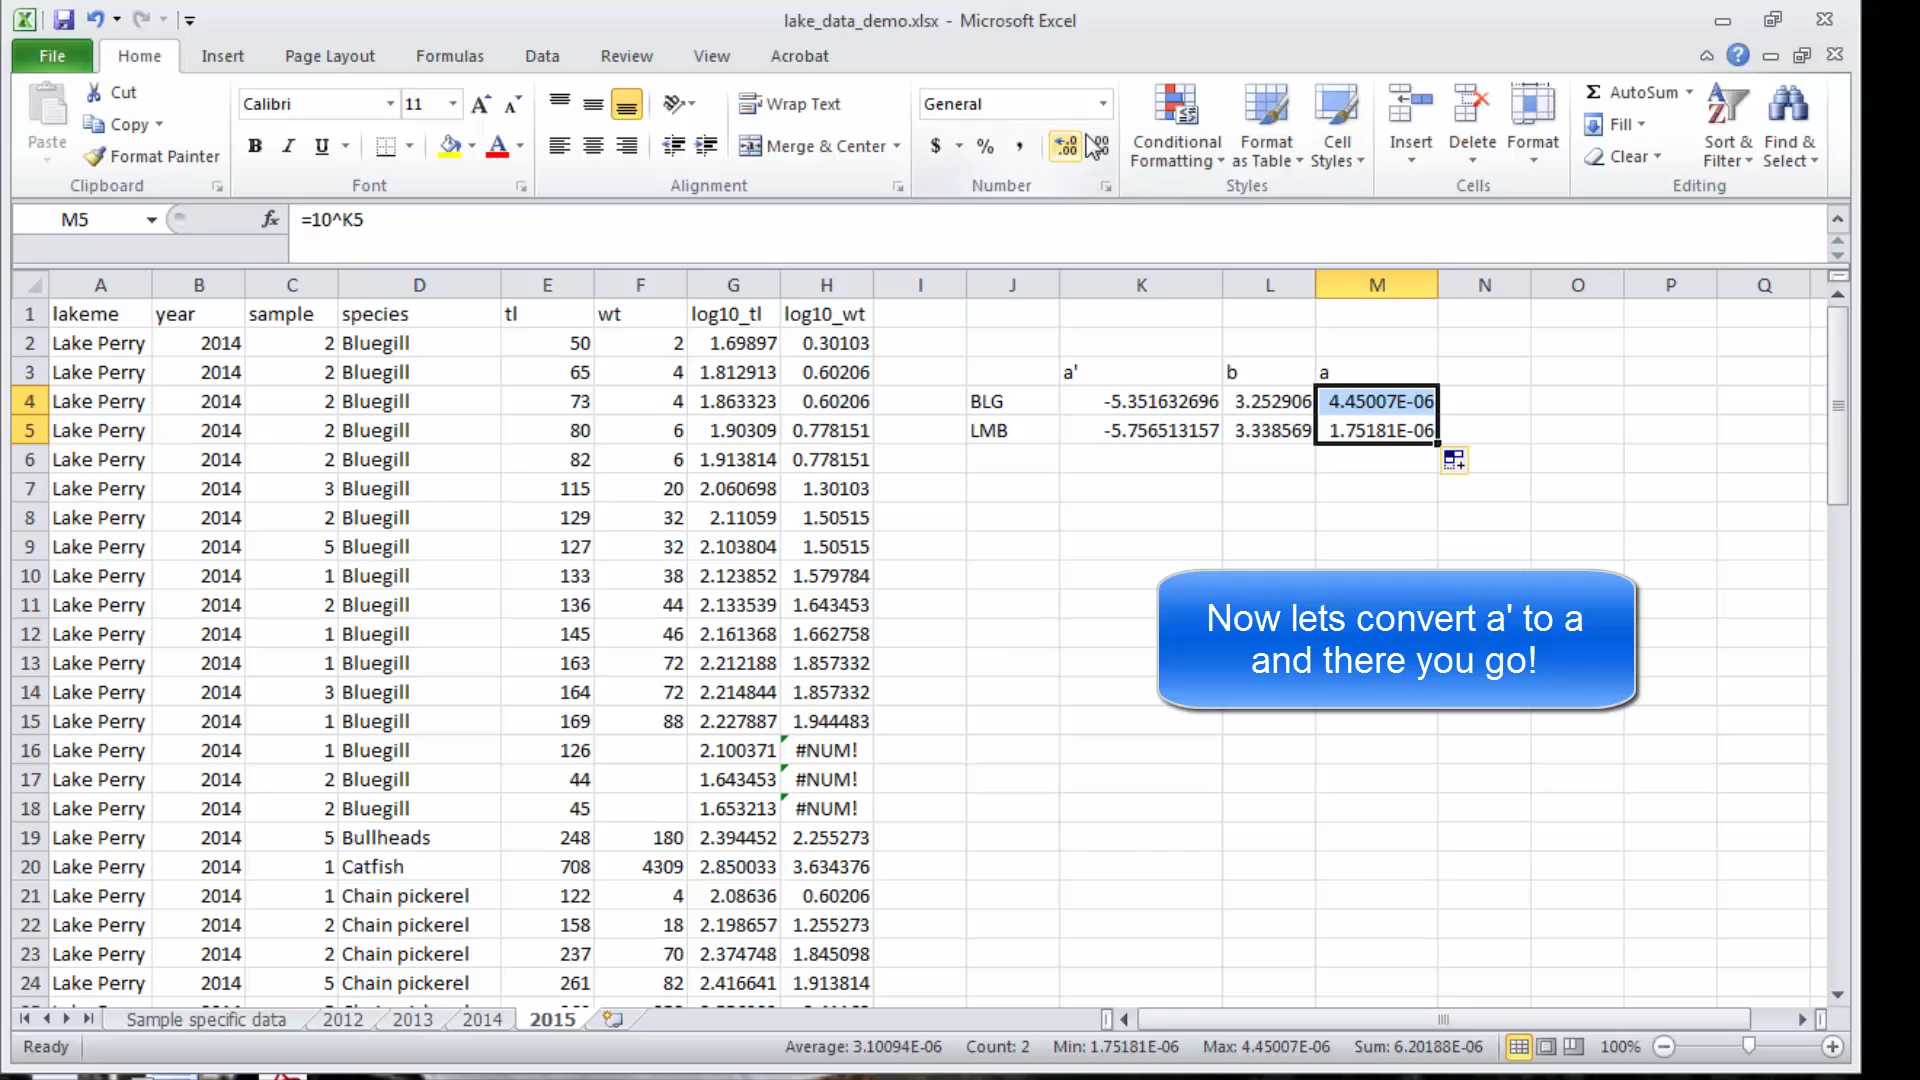 lake_data_demo.xlsx - Microsoft Excel
File Home Insert Page Layout Formulas Data Review View Acrobat
Paste Cut Copy Format Painter
Calibri 11
B I U
Wrap Text
Merge & Center
General
$ % ,
Conditional Formatting
Format as Table
Cell Styles
Insert Delete Format
Σ AutoSum
Fill
Clear
Sort & Filter
Find & Select
Clipboard Font Alignment Number Styles Cells Editing
M5 fx =10^K5
A B C D E F G H I J K L M N O P Q
1 lakeme year sample species tl wt log10_tl log10_wt
2 Lake Perry 2014 2 Bluegill 50 2 1.69897 0.30103
3 Lake Perry 2014 2 Bluegill 65 4 1.812913 0.60206 a' b a
4 Lake Perry 2014 2 Bluegill 73 4 1.863323 0.60206 BLG -5.351632696 3.252906 4.45007E-06
5 Lake Perry 2014 2 Bluegill 80 6 1.90309 0.778151 LMB -5.756513157 3.338569 1.75181E-06
6 Lake Perry 2014 2 Bluegill 82 6 1.913814 0.778151
7 Lake Perry 2014 3 Bluegill 115 20 2.060698 1.30103
8 Lake Perry 2014 2 Bluegill 129 32 2.11059 1.50515
9 Lake Perry 2014 5 Bluegill 127 32 2.103804 1.50515
10 Lake Perry 2014 1 Bluegill 133 38 2.123852 1.579784
11 Lake Perry 2014 2 Bluegill 136 44 2.133539 1.643453
12 Lake Perry 2014 1 Bluegill 145 46 2.161368 1.662758
13 Lake Perry 2014 1 Bluegill 163 72 2.212188 1.857332
14 Lake Perry 2014 3 Bluegill 164 72 2.214844 1.857332
15 Lake Perry 2014 1 Bluegill 169 88 2.227887 1.944483
16 Lake Perry 2014 1 Bluegill 126 2.100371 #NUM!
17 Lake Perry 2014 2 Bluegill 44 1.643453 #NUM!
18 Lake Perry 2014 2 Bluegill 45 1.653213 #NUM!
19 Lake Perry 2014 5 Bullheads 248 180 2.394452 2.255273
20 Lake Perry 2014 1 Catfish 708 4309 2.850033 3.634376
21 Lake Perry 2014 1 Chain pickerel 122 4 2.08636 0.60206
22 Lake Perry 2014 2 Chain pickerel 158 18 2.198657 1.255273
23 Lake Perry 2014 2 Chain pickerel 237 70 2.374748 1.845098
24 Lake Perry 2014 5 Chain pickerel 261 82 2.416641 1.913814
Now lets convert a' to a
and there you go!
Sample specific data 2012 2013 2014 2015
Ready Average: 3.10094E-06 Count: 2 Min: 1.75181E-06 Max: 4.45007E-06 Sum: 6.20188E-06 100%